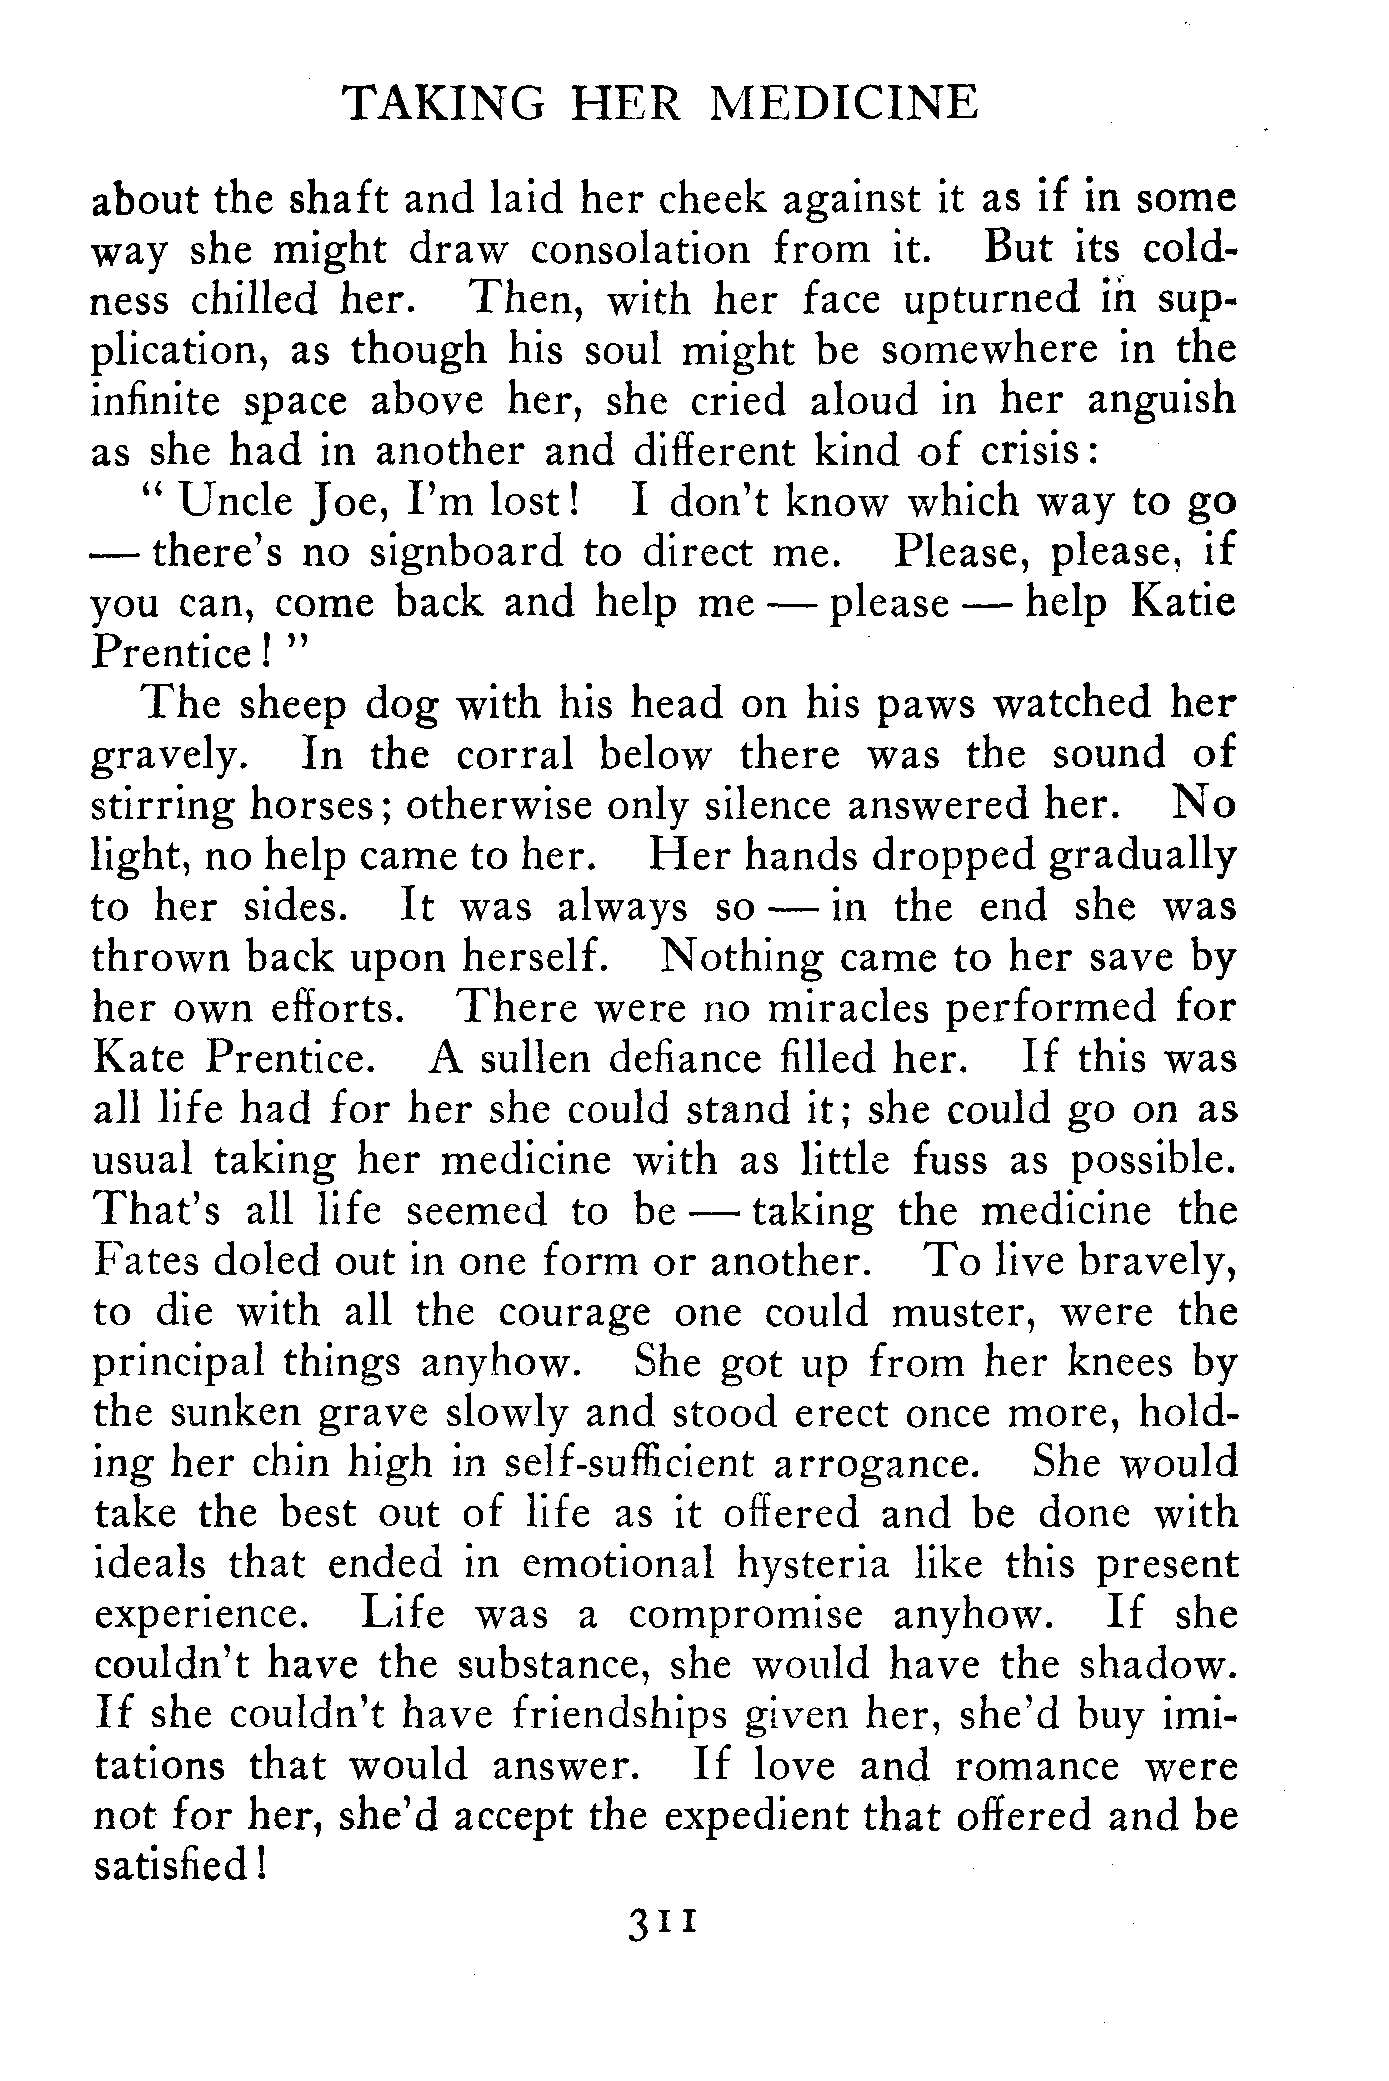 TAKING HER MEDICINE
about the shaft and laid her cheek against it as if in some
way she might draw consolation from it. But its cold-
ness chilled her. Then, with her face upturned in sup-
plication, as though his soul might be somewhere in the
infinite space above her, she cried aloud in her anguish
as she had in another and different kind of crisis:
“ Uncle Joe, I'm lost! I don't know which way to go
— there's no signboard to direct me. Please, please, if
you can, come back and help me — please — help Katie
Prentice! ”
The sheep dog with his head on his paws watched her
gravely. In the corral below there was the sound of
stirring horses; otherwise only silence answered her. No
light, no help came to her. Her hands dropped gradually
to her sides. It was always so — in the end she was
thrown back upon herself. Nothing came to her save by
her own efforts. There were no miracles performed for
Kate Prentice. A sullen defiance filled her. If this was
all life had for her she could stand it; she could go on as
usual taking her medicine with as little fuss as possible.
That's all life seemed to be — taking the medicine the
Fates doled out in one form or another. To live bravely,
to die with all the courage one could muster, were the
principal things anyhow. She got up from her knees by
the sunken grave slowly and stood erect once more, hold-
ing her chin high in self-sufficient arrogance. She would
take the best out of life as it offered and be done with
ideals that ended in emotional hysteria like this present
experience. Life was a compromise anyhow. If she
couldn't have the substance, she would have the shadow.
If she couldn't have friendships given her, she'd buy imi-
tations that would answer. If love and romance were
not for her, she'd accept the expedient that offered and be
satisfied!
311